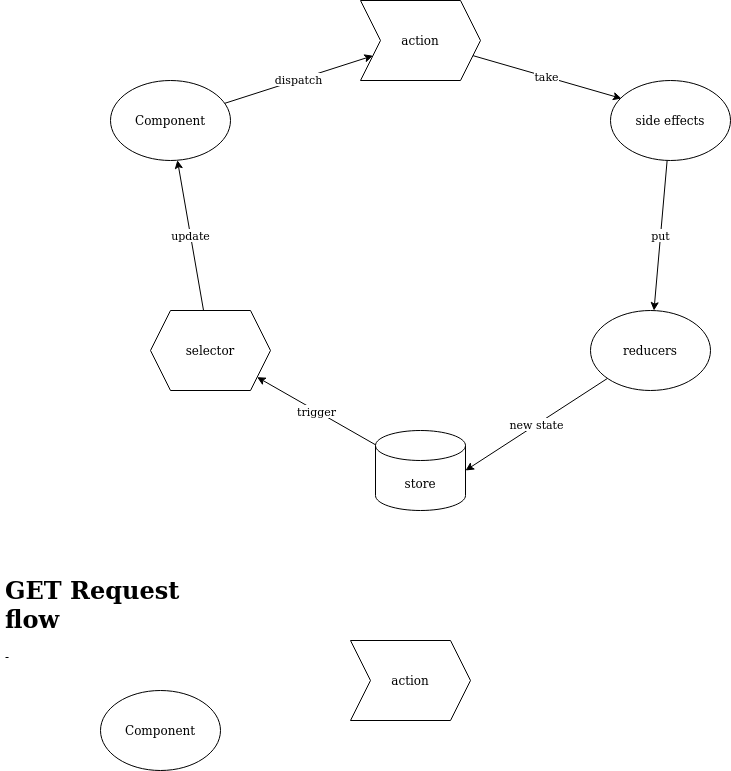 action
dispatch
take
Component
side effects
update
put
selector
reducers
trigger
new state
store
GET Request
flow
-
action
Component